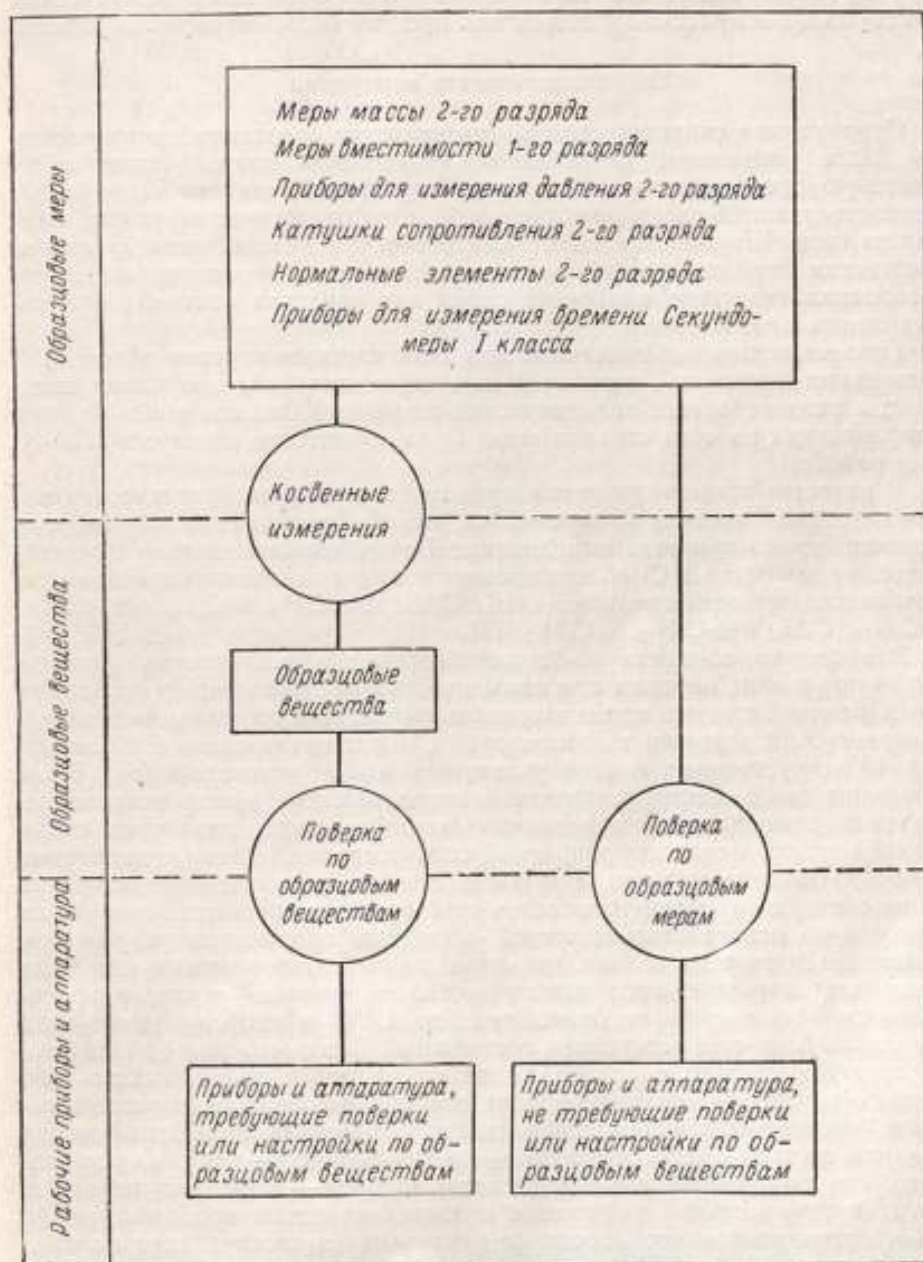 Образцовые меры
Меры массы 2-го разряда
Меры вместимости 1-го разряда
Приборы для измерения давления 2-го разряда
Катушки сопротивления 2-го разряда
Нормальные элементы 2-го разряда
Приборы для измерения времени Секундо-
меры I класса
Косвенные
измерения
Образцовые вещества
Образцовые
вещества
Поверка
по
образцовым
веществам
Поверка
по
образцовым
мерам
Рабочие приборы и аппаратура
Приборы и аппаратура,
требующие поверки
или настройки по об-
разцовым веществам
Приборы и аппаратура,
не требующие поверки
или настройки по об-
разцовым веществам